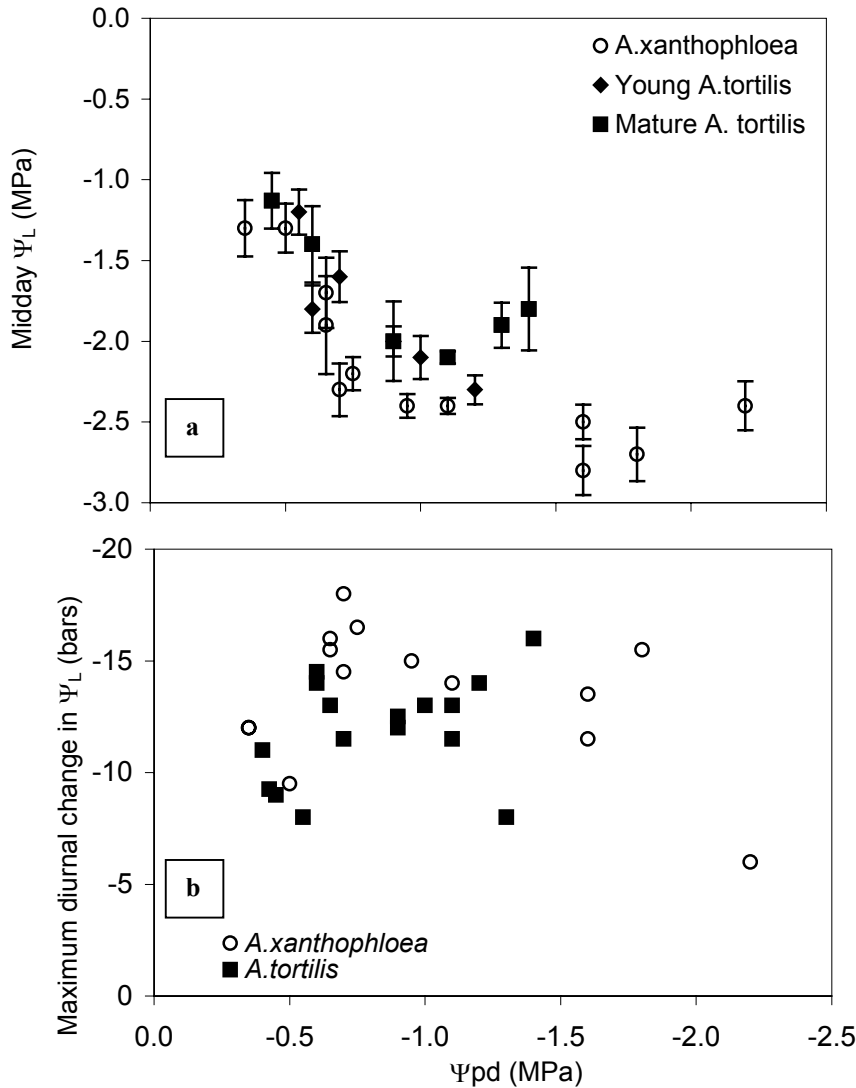 0.0
-0.5
-1.0
-1.5
-2.0
-2.5
-3.0
Midday Ψ_L (MPa)
A.xanthophloea
Young A.tortilis
Mature A. tortilis
a
-20
-15
-10
-5
0
Maximum diurnal change in Ψ_L (bars)
b
A.xanthophloea
A.tortilis
0.0 -0.5 -1.0 -1.5 -2.0 -2.5
Ψpd (MPa)